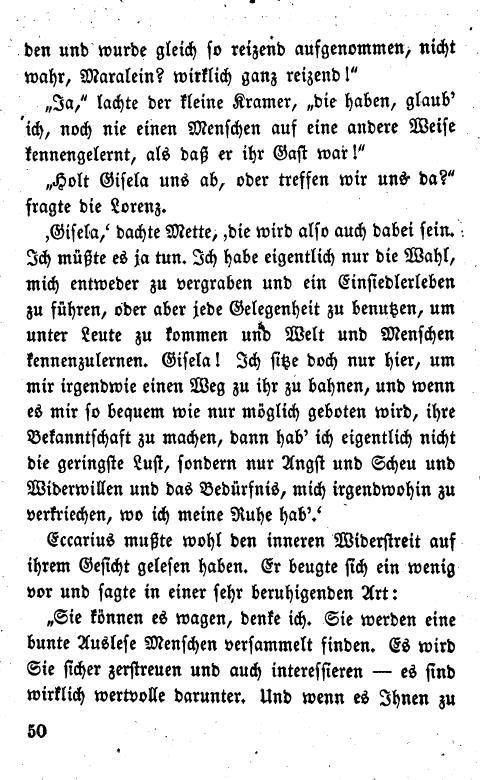 den und wurde gleich so reizend aufgenommen, nicht
wahr, Maralein? wirklich ganz reizend!“
„Ja,“ lachte der kleine Kramer, „die haben, glaub’
ich, noch nie einen Menschen auf eine andere Weise
kennengelernt, als daß er ihr Gast war!“
„Holt Gisela uns ab, oder treffen wir uns da?“
fragte die Lorenz.
‚Gisela,‘ dachte Mette, ‚die wird also auch dabei sein.
Ich müßte es ja tun. Ich habe eigentlich nur die Wahl,
mich entweder zu vergraben und ein Einsiedlerleben
zu führen, oder aber jede Gelegenheit zu benutzen, um
unter Leute zu kommen und Welt und Menschen
kennenzulernen. Gisela! Ich sitze doch nur hier, um
mir irgendwie einen Weg zu ihr zu bahnen, und wenn
es mir so bequem wie nur möglich geboten wird, ihre
Bekanntschaft zu machen, dann hab’ ich eigentlich nicht
die geringste Lust, sondern nur Angst und Scheu und
Widerwillen und das Bedürfnis, mich irgendwohin zu
verkriechen, wo ich meine Ruhe hab’.‘
Eccarius mußte wohl den inneren Widerstreit auf
ihrem Gesicht gelesen haben. Er beugte sich ein wenig
vor und sagte in einer sehr beruhigenden Art:
„Sie können es wagen, denke ich. Sie werden eine
bunte Auslese Menschen versammelt finden. Es wird
Sie sicher zerstreuen und auch interessieren — es sind
wirklich wertvolle darunter. Und wenn es Ihnen zu
50